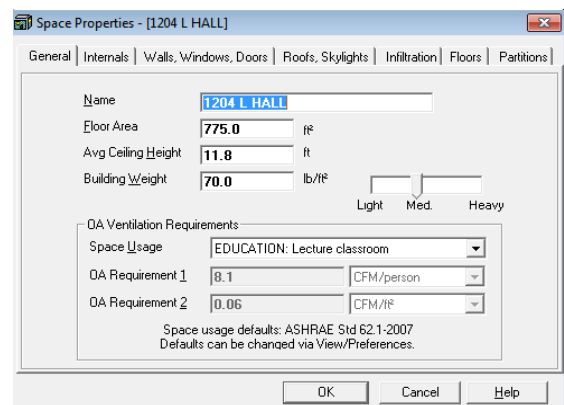 Space Properties - [1204 L HALL]
General Internals Walls, Windows, Doors Roofs, Skylights Infiltration Floors Partitions
Name 1204 L HALL
Floor Area 775.0 ft²
Avg Ceiling Height 11.8 ft
Building Weight 70.0 lb/ft²
Light Med. Heavy
OA Ventilation Requirements
Space Usage EDUCATION: Lecture classroom
OA Requirement 1 8.1 CFM/person
OA Requirement 2 0.06 CFM/ft²
Space usage defaults: ASHRAE Std 62.1-2007
Defaults can be changed via View/Preferences.
OK Cancel Help